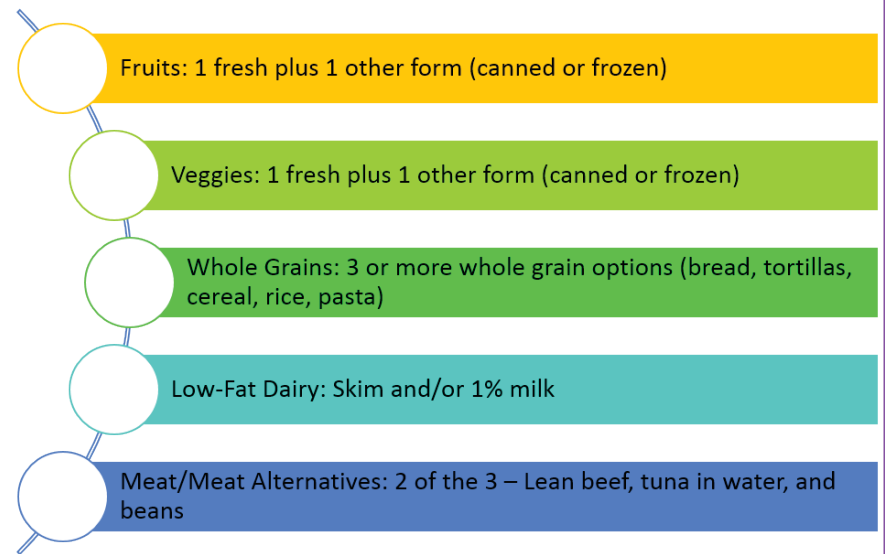 Fruits: 1 fresh plus 1 other form (canned or frozen)
Veggies: 1 fresh plus 1 other form (canned or frozen)
Whole Grains: 3 or more whole grain options (bread, tortillas,
cereal, rice, pasta)
Low-Fat Dairy: Skim and/or 1% milk
Meat/Meat Alternatives: 2 of the 3 – Lean beef, tuna in water, and
beans